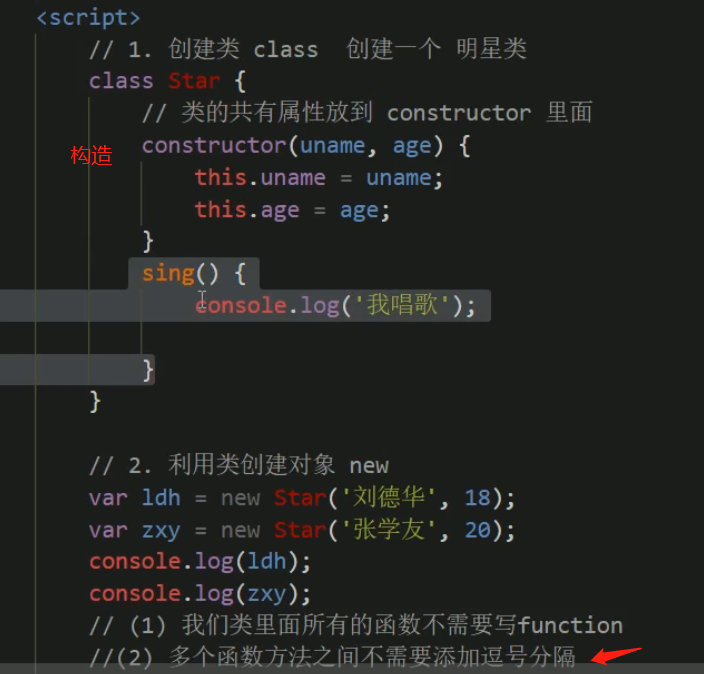 <script>
// 1. 创建类 class  创建一个 明星类
class Star {
// 类的共有属性放到 constructor 里面
构造
constructor(uname, age) {
this.uname = uname;
this.age = age;
}
sing() {
console.log('我唱歌');
}
}
// 2. 利用类创建对象 new
var ldh = new Star('刘德华', 18);
var zxy = new Star('张学友', 20);
console.log(ldh);
console.log(zxy);
// (1) 我们类里面所有的函数不需要写function
//(2) 多个函数方法之间不需要添加逗号分隔